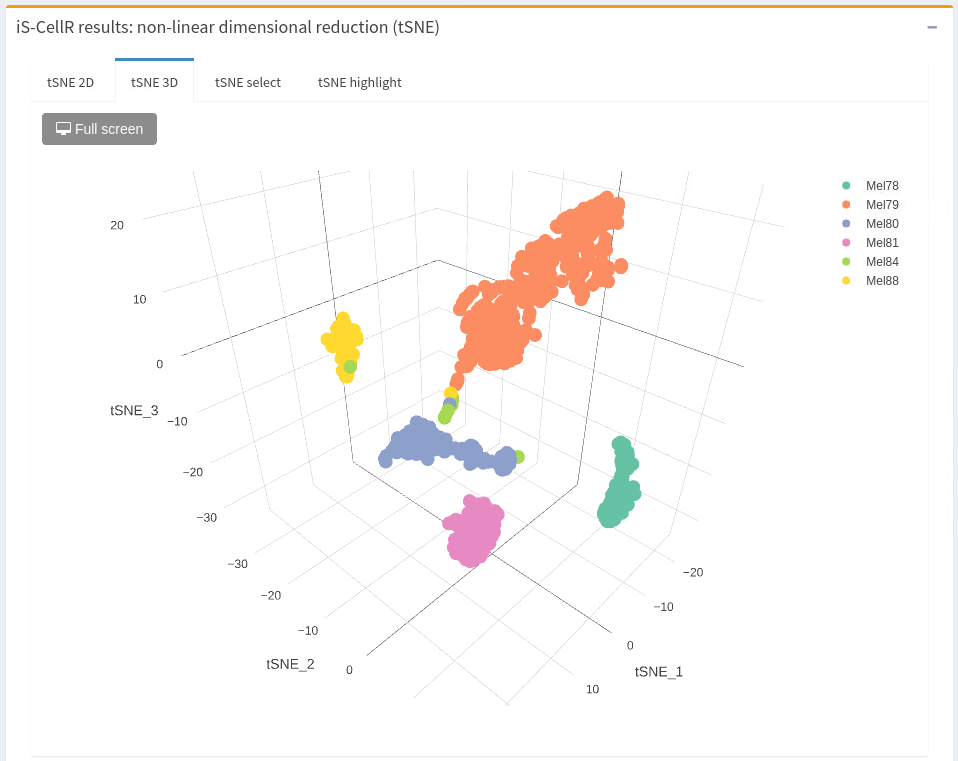 iS-CellR results: non-linear dimensional reduction (tSNE)
tSNE 2D
tSNE 3D
tSNE select
tSNE highlight
Full screen
Mel78
Mel79
Mel80
Mel81
Mel84
Mel88
20
10
0
−10
−20
−30
tSNE_3
−30
−20
−10
0
tSNE_2
−20
−10
0
10
tSNE_1